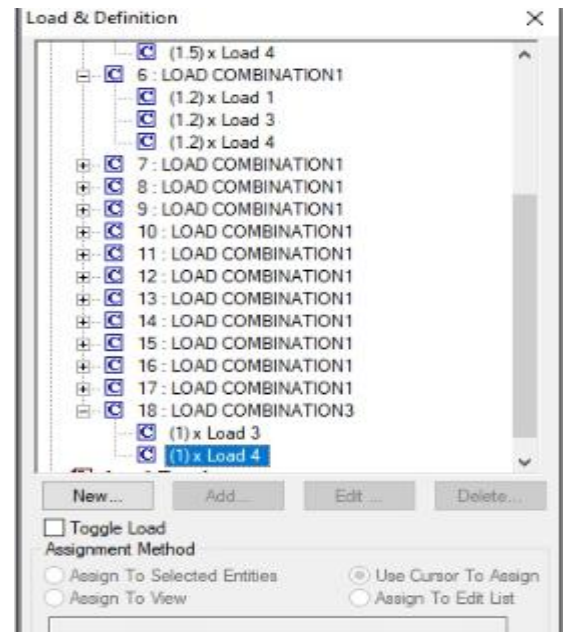 Load & Definition
(1.5) x Load 4
6 : LOAD COMBINATION1
(1.2) x Load 1
(1.2) x Load 3
(1.2) x Load 4
7 : LOAD COMBINATION1
8 : LOAD COMBINATION1
9 : LOAD COMBINATION1
10 : LOAD COMBINATION1
11 : LOAD COMBINATION1
12 : LOAD COMBINATION1
13 : LOAD COMBINATION1
14 : LOAD COMBINATION1
15 : LOAD COMBINATION1
16 : LOAD COMBINATION1
17 : LOAD COMBINATION1
18 : LOAD COMBINATION3
(1) x Load 3
(1) x Load 4
New... Add... Edit ... Delete...
Toggle Load
Assignment Method
Assign To Selected Entities Use Cursor To Assign
Assign To View Assign To Edit List